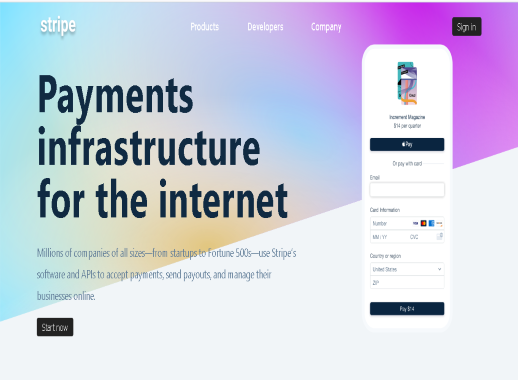 stripe
Products Developers Company
Sign in
Payments
infrastructure
for the internet
Millions of companies of all sizes—from startups to Fortune 500s—use Stripe's
software and APIs to accept payments, send payouts, and manage their
businesses online.
Start now
Increment Magazine
$14 per quarter
Pay
Or pay with card
Email
Card Information
Number
VISA
MM / YY CVC
Country or region
United States
ZIP
Pay $14